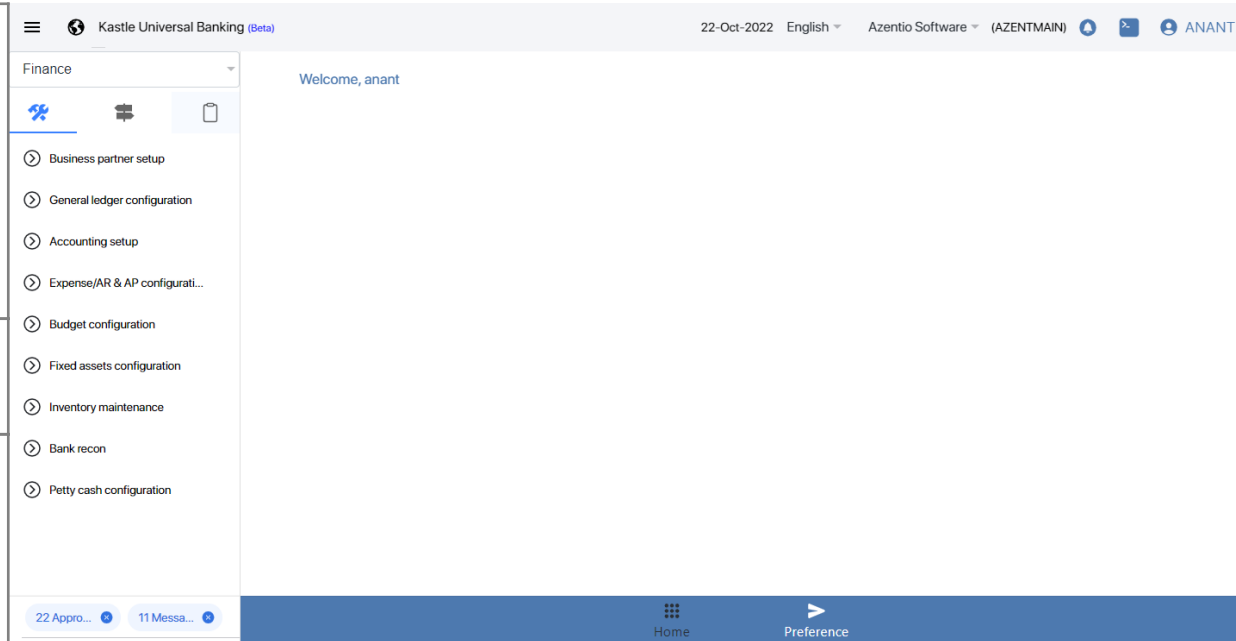 Kastle Universal Banking (Beta)
22-Oct-2022 English Azentio Software (AZENTMAIN) ANANT
Finance
Welcome, anant
Business partner setup
General ledger configuration
Accounting setup
Expense/AR & AP configurati...
Budget configuration
Fixed assets configuration
Inventory maintenance
Bank recon
Petty cash configuration
22 Appro... 11 Messa...
Home Preference